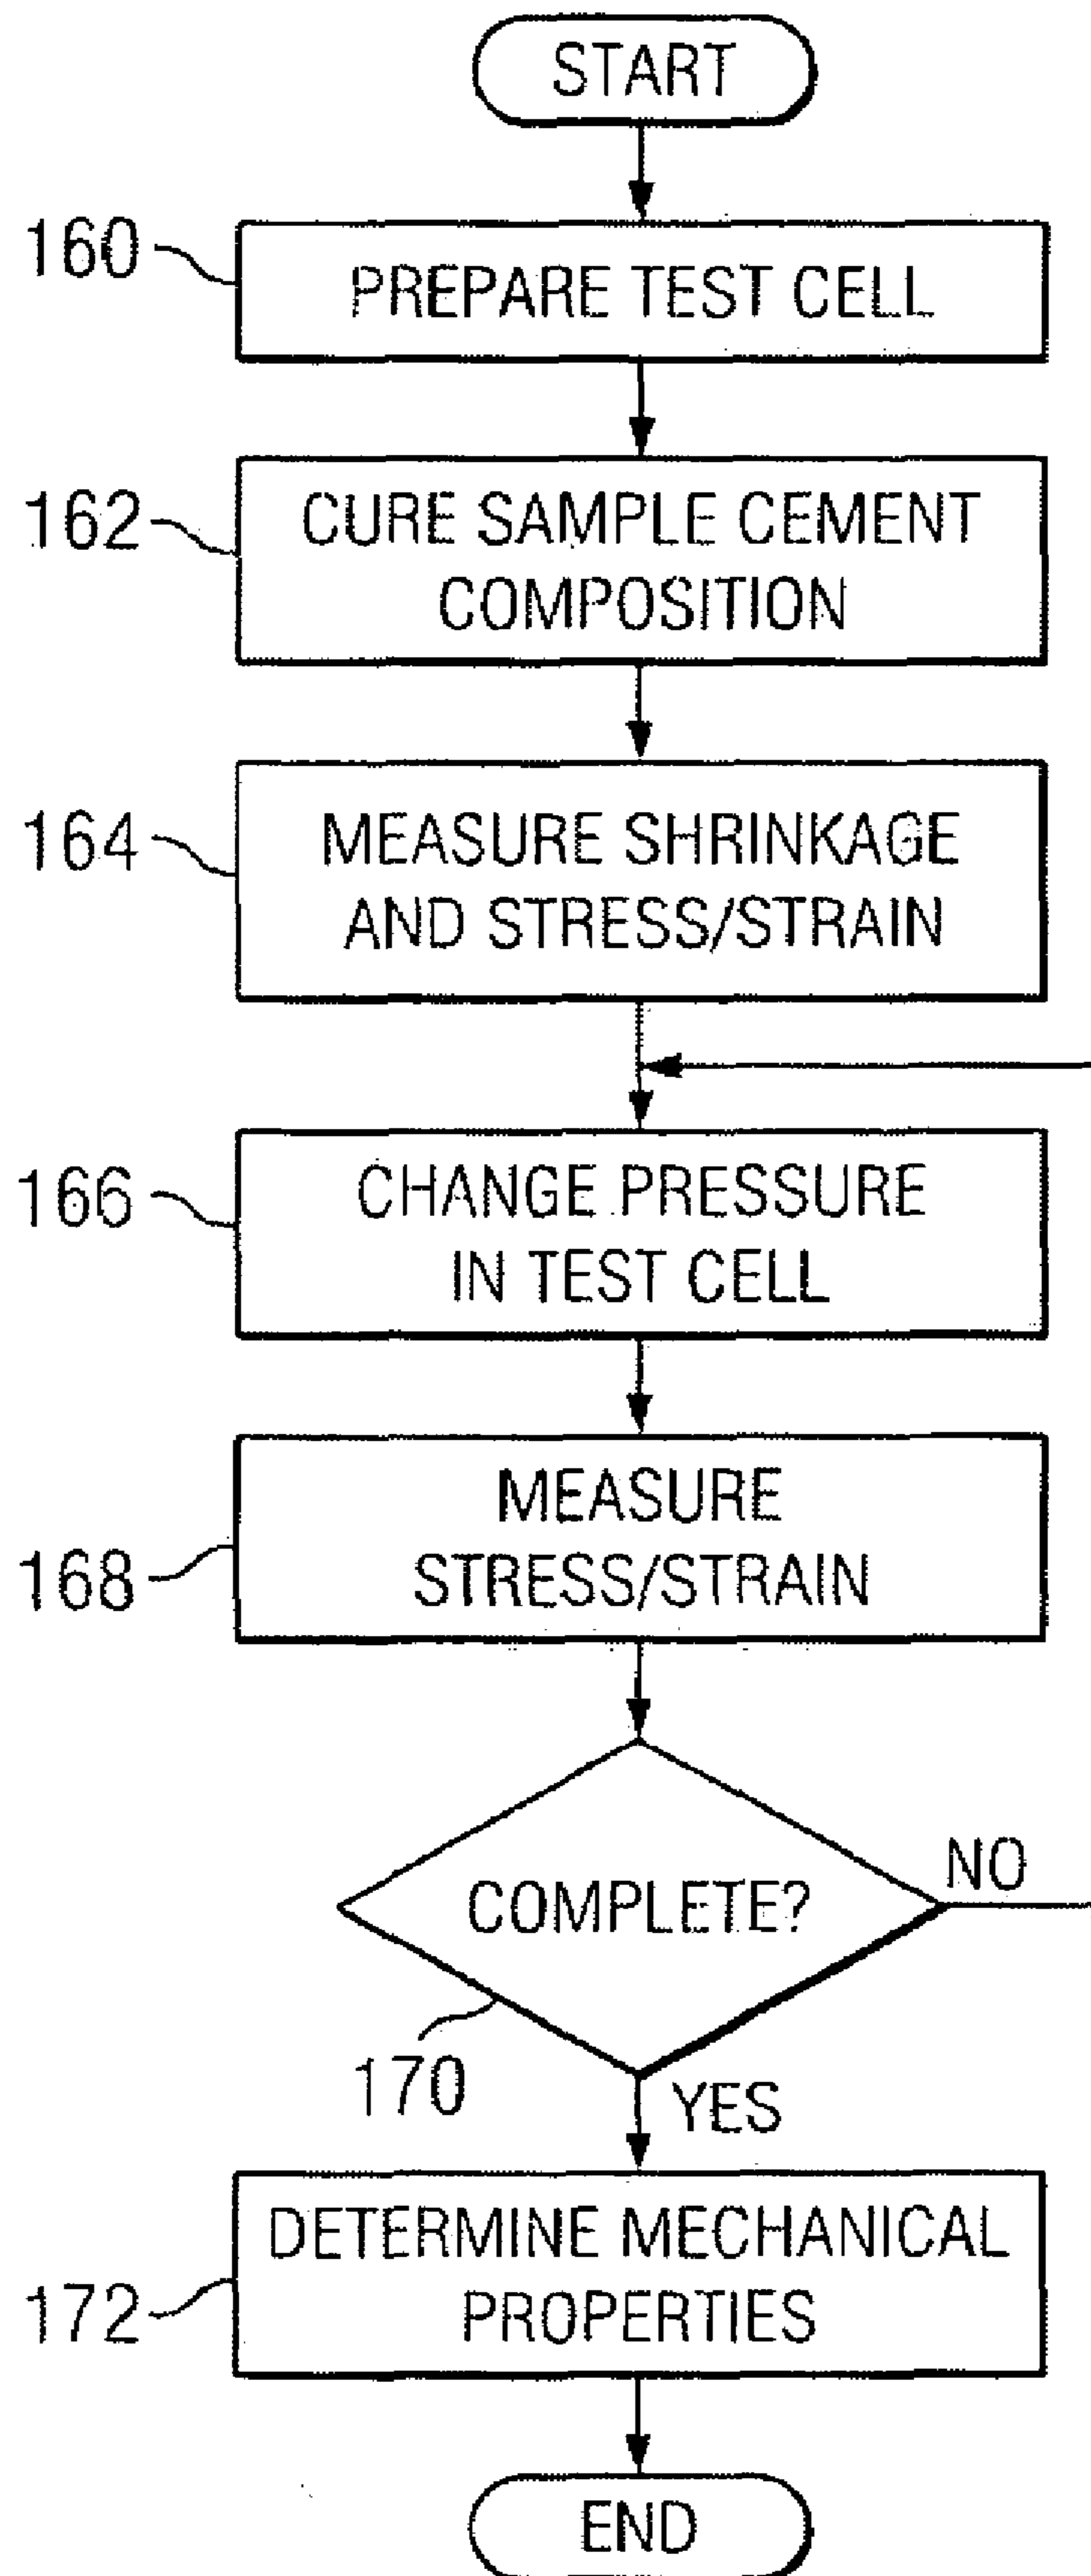 START
160
PREPARE TEST CELL
162
CURE SAMPLE CEMENT
COMPOSITION
164
MEASURE SHRINKAGE
AND STRESS/STRAIN
166
CHANGE PRESSURE
IN TEST CELL
168
MEASURE
STRESS/STRAIN
COMPLETE?
NO
170
YES
172
DETERMINE MECHANICAL
PROPERTIES
END